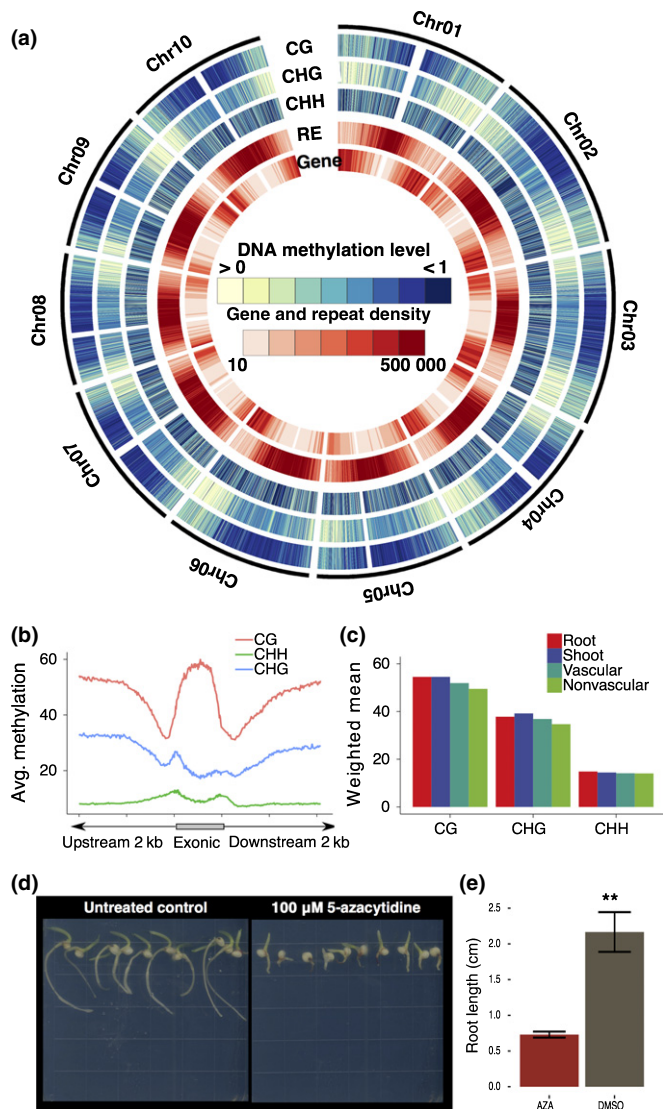 (a)
Chr01
Chr02
Chr03
Chr04
Chr05
Chr06
Chr07
Chr08
Chr09
Chr10
CG
CHG
CHH
RE
Gene
DNA methylation level
> 0 < 1
Gene and repeat density
10 500 000
(b)
CG
CHH
CHG
Avg. methylation
60
40
20
Upstream 2 kb Exonic Downstream 2 kb
(c)
Root
Shoot
Vascular
Nonvascular
Weighted mean
60
40
20
0
CG CHG CHH
(d)
Untreated control 100 µM 5-azacytidine
(e)
**
Root length (cm)
2.5
2.0
1.5
1.0
0.5
0.0
AZA DMSO